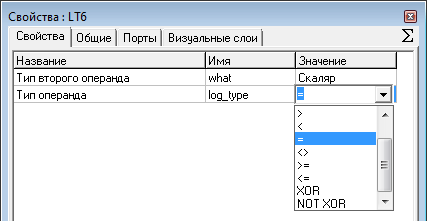 Свойства : LT6
Свойства Общие Порты Визуальные слои Σ
Название Имя Значение
Тип второго операнда what Скаляр
Тип операнда log_type =
>
<
=
<>
>=
<=
XOR
NOT XOR